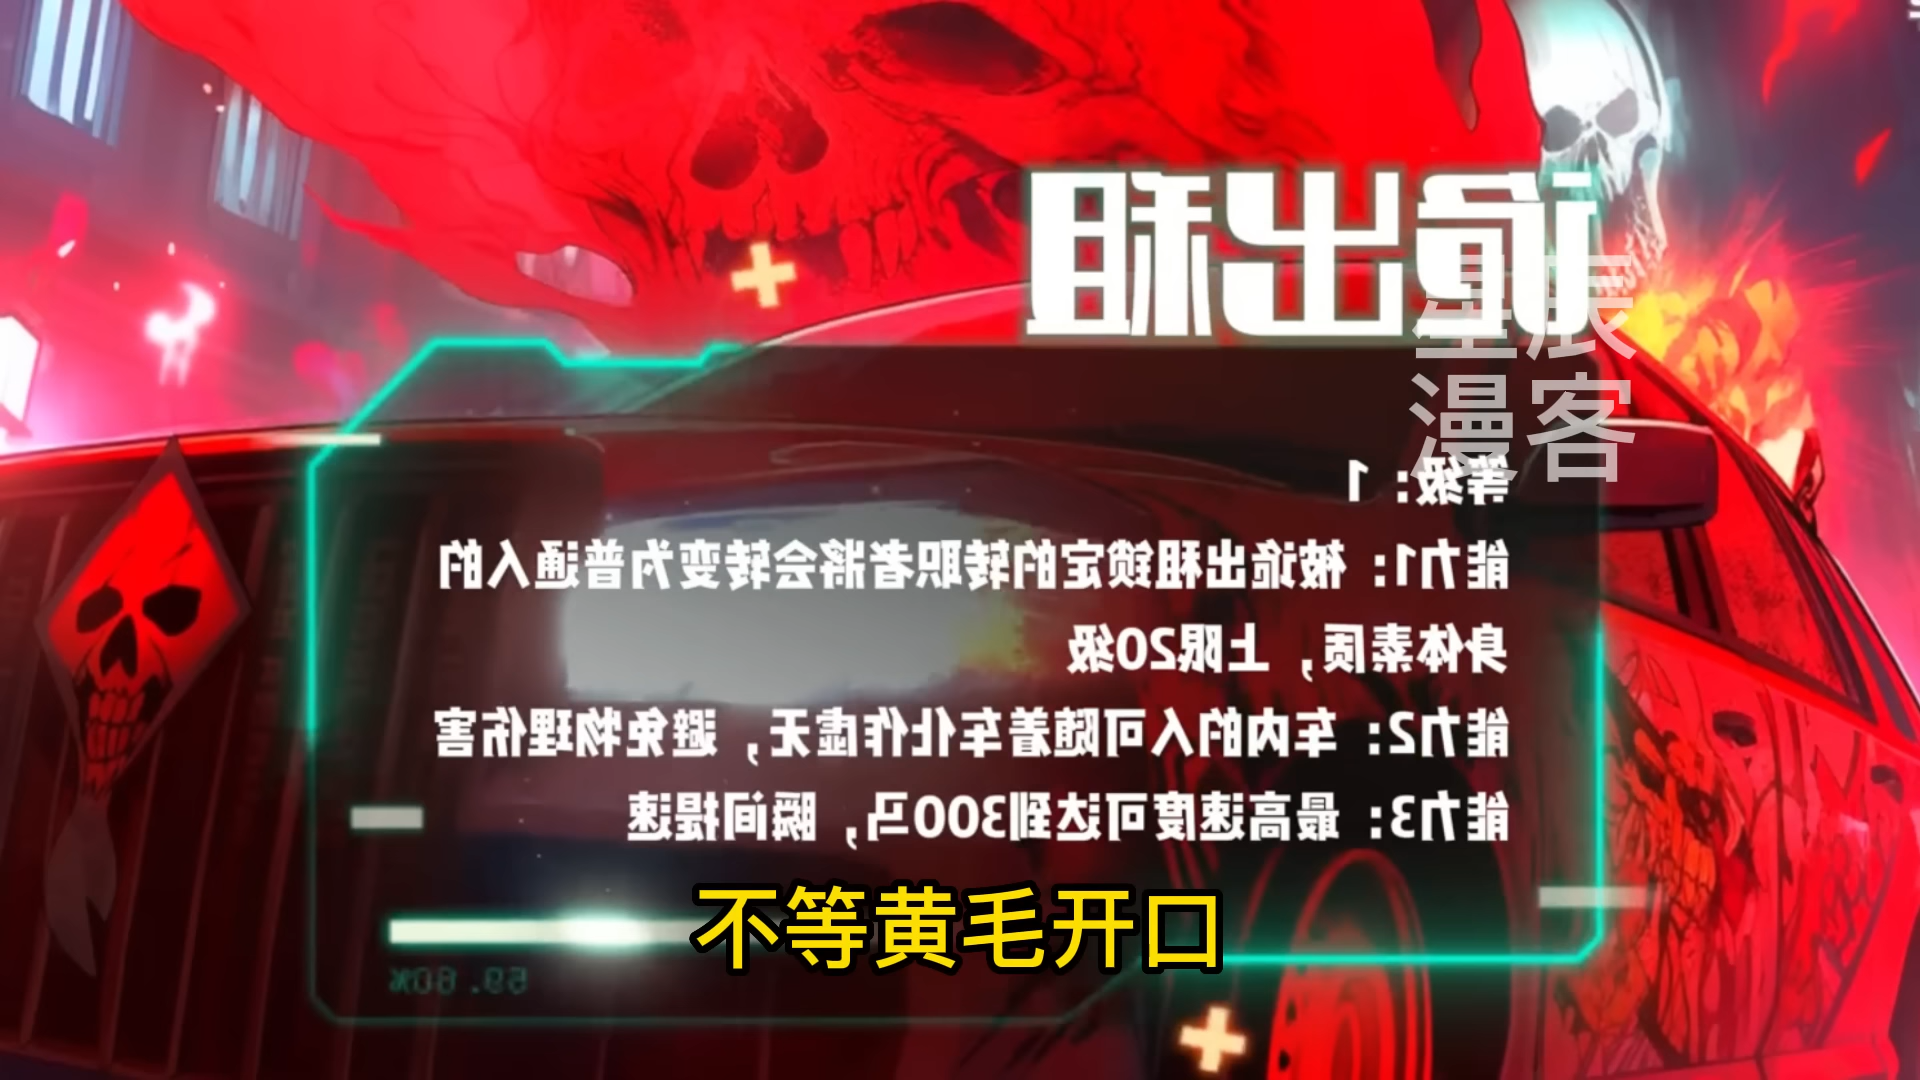 诡出租
星辰
漫客
等级：1
能力1：被诡出租锁定的转职者将会转变为普通人的
身体素质，上限20级
能力2：车内的人可随着车化作虚无，避免物理伤害
能力3：最高速度可达到300马，瞬间提速
不等黄毛开口
59.60%